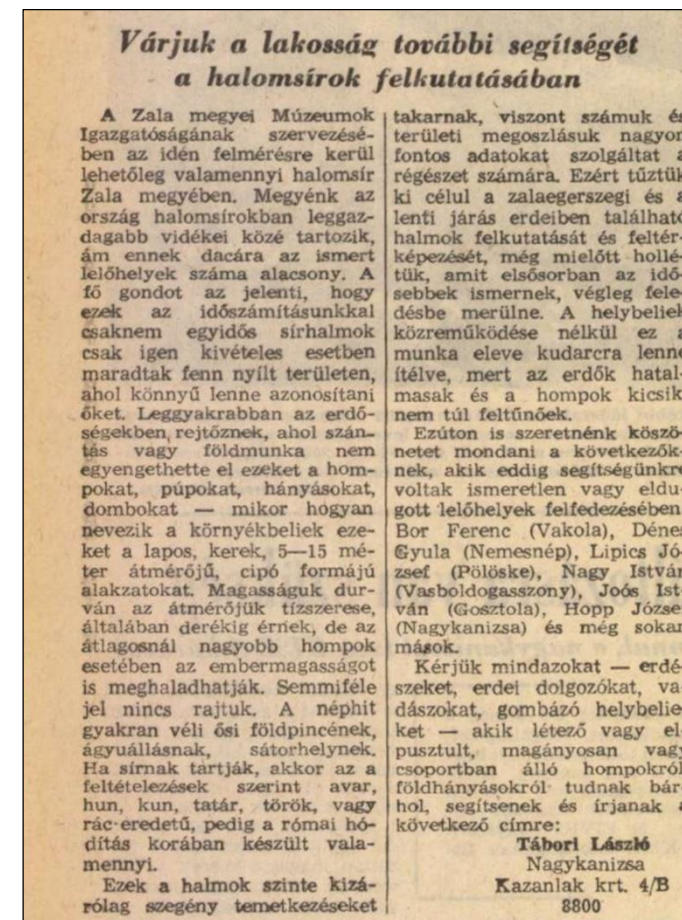 Várjuk a lakosság további segítségét
a halomsírok felkutatásában
A Zala megyei Múzeumok
Igazgatóságának szervezésé-
ben az idén felmérésre kerül
lehetőleg valamennyi halomsír
Zala megyében. Megyénk az
ország halomsírokban leggaz-
dagabb vidékei közé tartozik,
ám ennek dacára az ismert
lelőhelyek száma alacsony. A
fő gondot az jelenti, hogy
ezek az időszámításunkkal
csaknem egyidős sírhalmok
csak igen kivételes esetben
maradtak fenn nyílt területen,
ahol könnyű lenne azonosítani
őket. Leggyakrabban az erdő-
ségekben rejtőznek, ahol szán-
tás vagy földmunka nem
egyengethette el ezeket a hom-
pokat, púpokat, hányásokat,
dombokat — mikor hogyan
nevezik a környékbeliek eze-
ket a lapos, kerek, 5—15 mé-
ter átmérőjű, cipó formájú
alakzatokat. Magasságuk dur-
ván az átmérőjük tízszerese,
általában derékig érnek, de az
átlagosnál nagyobb hompok
esetében az embermagasságot
is meghaladhatják. Semmiféle
jel nincs rajtuk. A néphit
gyakran véli ősi földpincének,
ágyuállásnak, sátorhelynek.
Ha sírnak tartják, akkor az a
feltételezések szerint avar,
hun, kun, tatár, török, vagy
rác eredetű, pedig a római hó-
dítás korában készült vala-
mennyi.
Ezek a halmok szinte kizá-
rólag szegény temetkezéseket
takarnak, viszont számuk és
területi megoszlásuk nagyon
fontos adatokat szolgáltat a
régészet számára. Ezért tűztük
ki célul a zalaegerszegi és a
lenti járás erdeiben található
halmok felkutatását és feltér-
képezését, még mielőtt hollé-
tük, amit elsősorban az idő-
sebbek ismernek, végleg fele-
désbe merülne. A helybeliek
közreműködése nélkül ez a
munka eleve kudarcra lenne
ítélve, mert az erdők hatal-
masak és a hompok kicsik,
nem túl feltűnőek.
Ezúton is szeretnénk köszö-
netet mondani a következők-
nek, akik eddig segítségünkre
voltak ismeretlen vagy eldu-
gott lelőhelyek felfedezésében:
Bor Ferenc (Vakola), Dénes
Gyula (Nemesnép), Lipics Jó-
zsef (Pölöske), Nagy István
(Vasboldogasszony), Joós Ist-
ván (Gosztola), Hopp József
(Nagykanizsa) és még sokan
mások.
Kérjük mindazokat — erdé-
szeket, erdei dolgozókat, va-
dászokat, gombázó helybelie-
ket — akik létező vagy el-
pusztult, magányosan vagy
csoportban álló hompokról,
földhányásokról tudnak bár-
hol, segítsenek és írjanak a
következő címre:
Tábori László
Nagykanizsa
Kazanlak krt. 4/B
8800